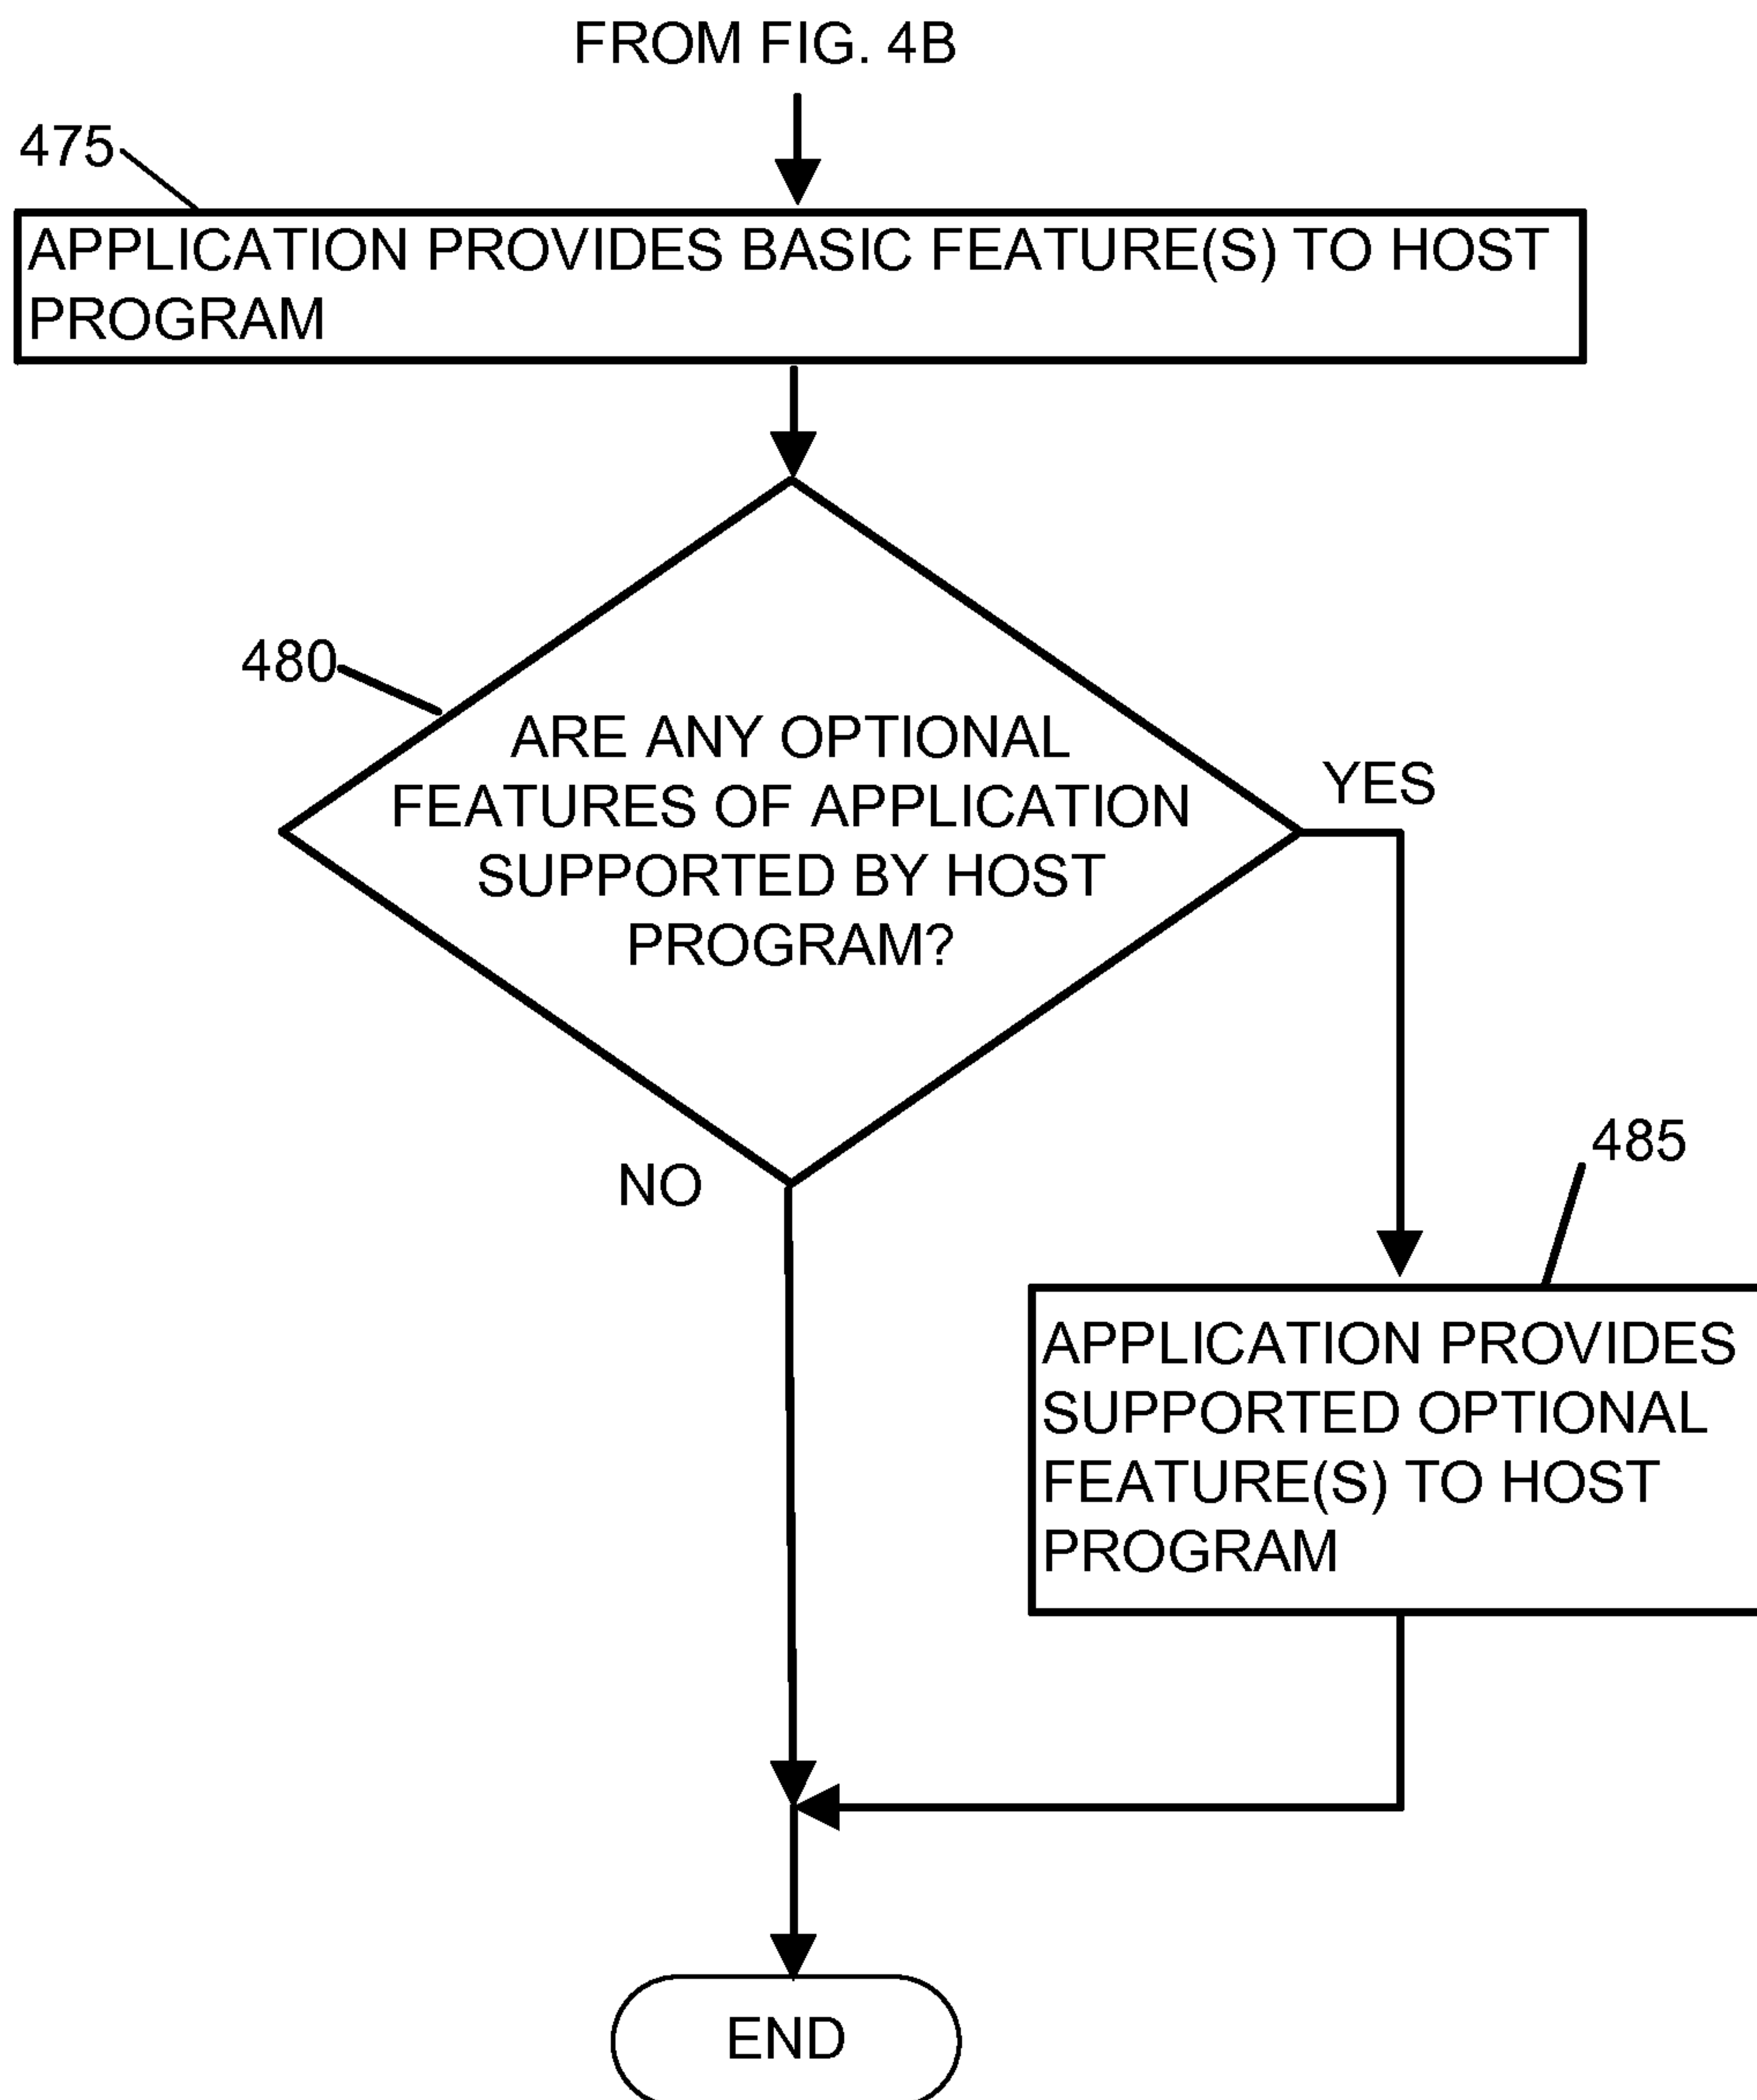 FROM FIG. 4B
475
APPLICATION PROVIDES BASIC FEATURE(S) TO HOST
PROGRAM
480
ARE ANY OPTIONAL
FEATURES OF APPLICATION
SUPPORTED BY HOST
PROGRAM?
YES
NO
485
APPLICATION PROVIDES
SUPPORTED OPTIONAL
FEATURE(S) TO HOST
PROGRAM
END